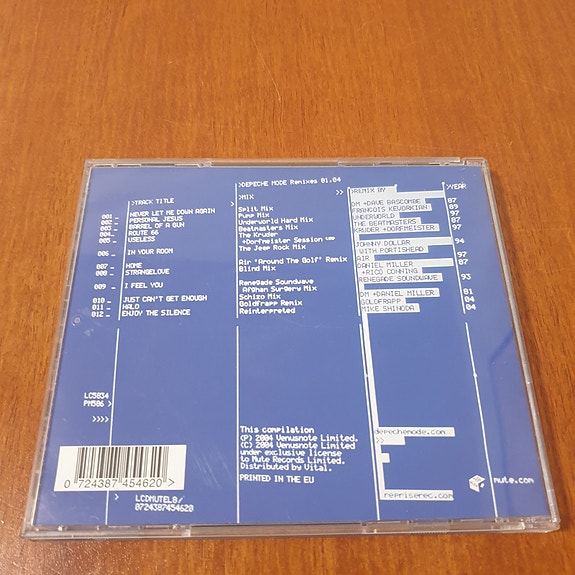 >DEPECHE MODE Remixes 81.04
>TRACK TITLE > >MIX >> >REMIX BY >YEAR
001 _ NEVER LET ME DOWN AGAIN Split Mix DM +DAVE BASCOMBE 87
002 _ PERSONAL JESUS Pump Mix FRANÇOIS KEVORKIAN 89
003 _ BARREL OF A GUN Underworld Hard Mix UNDERWORLD 97
004 _ ROUTE 66 Beatmasters Mix THE BEATMASTERS 87
005 _ USELESS The Kruder KRUDER +DORFMEISTER 97
+Dorfmeister Session ™
006 _ IN YOUR ROOM The Jeep Rock Mix JOHNNY DOLLAR 94
WITH PORTISHEAD
007 _ HOME Air "Around The Golf" Remix AIR 97
008 _ STRANGELOVE Blind Mix DANIEL MILLER 87
+RICO CONNING
009 _ I FEEL YOU Renegade Soundwave RENEGADE SOUNDWAVE 93
Afghan Surgery Mix
010 _ JUST CAN'T GET ENOUGH Schizo Mix DM +DANIEL MILLER 81
011 _ HALO Goldfrapp Remix GOLDFRAPP 04
012 _ ENJOY THE SILENCE Reinterpreted MIKE SHINODA 04
LC5834
PM586
>>>>
This compilation
(P) 2004 Venusnote Limited.
(C) 2004 Venusnote Limited
under exclusive license
to Mute Records Limited.
Distributed by Vital.
PRINTED IN THE EU
depechemode.com
>>
0 724387 454620 >
>
LCDMUTEL8/
0724387454620
repriserec.com
mute.com